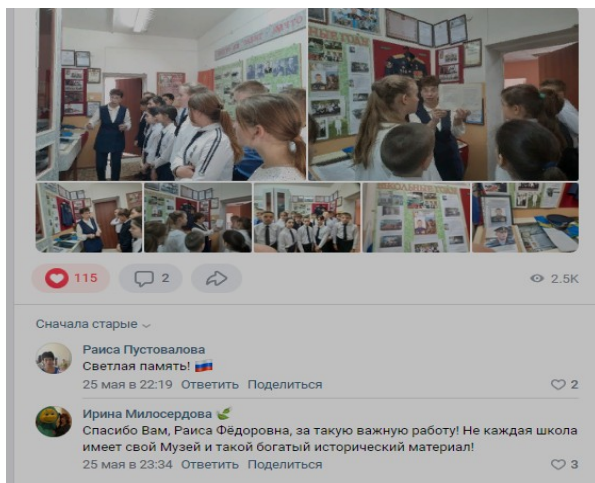 ШКОЛЬНЫЕ ГОДЫ
115
2
2.5K
Сначала старые
Раиса Пустовалова
Светлая память!
25 мая в 22:19 Ответить Поделиться
2
Ирина Милосердова
Спасибо Вам, Раиса Фёдоровна, за такую важную работу! Не каждая школа
имеет свой Музей и такой богатый исторический материал!
25 мая в 23:34 Ответить Поделиться
3